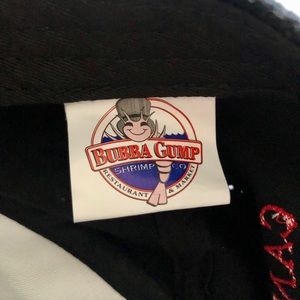 BUBBA GUMP
SHRIMP CO.
RESTAURANT & MARKET